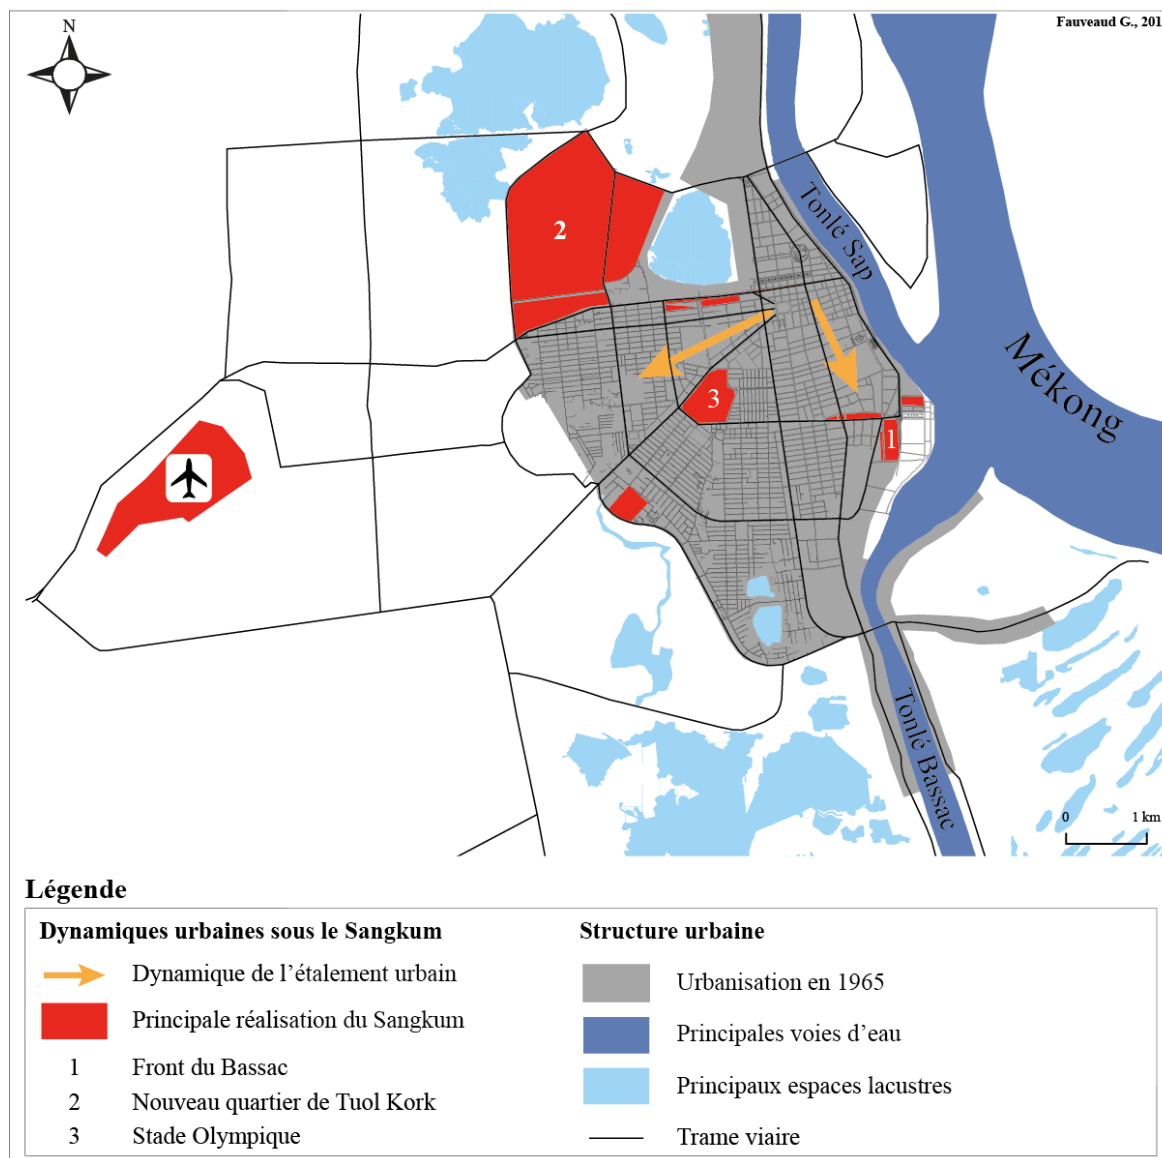 Fauveaud G., 201
N
2
Tonlé Sap
Mékong
3
1
Tonlé Bassac
0 1 km
Légende
Dynamiques urbaines sous le Sangkum
Dynamique de l'étalement urbain
Principale réalisation du Sangkum
1 Front du Bassac
2 Nouveau quartier de Tuol Kork
3 Stade Olympique
Structure urbaine
Urbanisation en 1965
Principales voies d'eau
Principaux espaces lacustres
Trame viaire